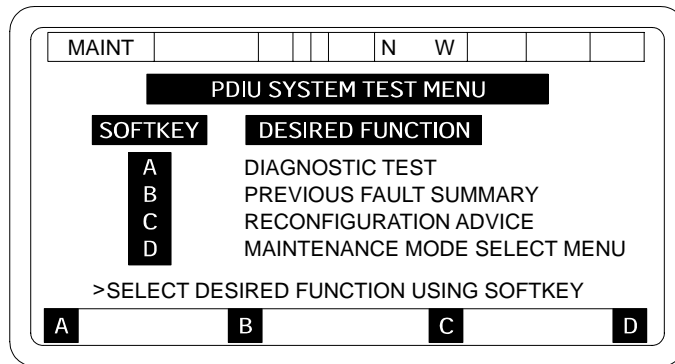 MAINT N W
PDIU SYSTEM TEST MENU
SOFTKEY DESIRED FUNCTION
A DIAGNOSTIC TEST
B PREVIOUS FAULT SUMMARY
C RECONFIGURATION ADVICE
D MAINTENANCE MODE SELECT MENU
>SELECT DESIRED FUNCTION USING SOFTKEY
A B C D